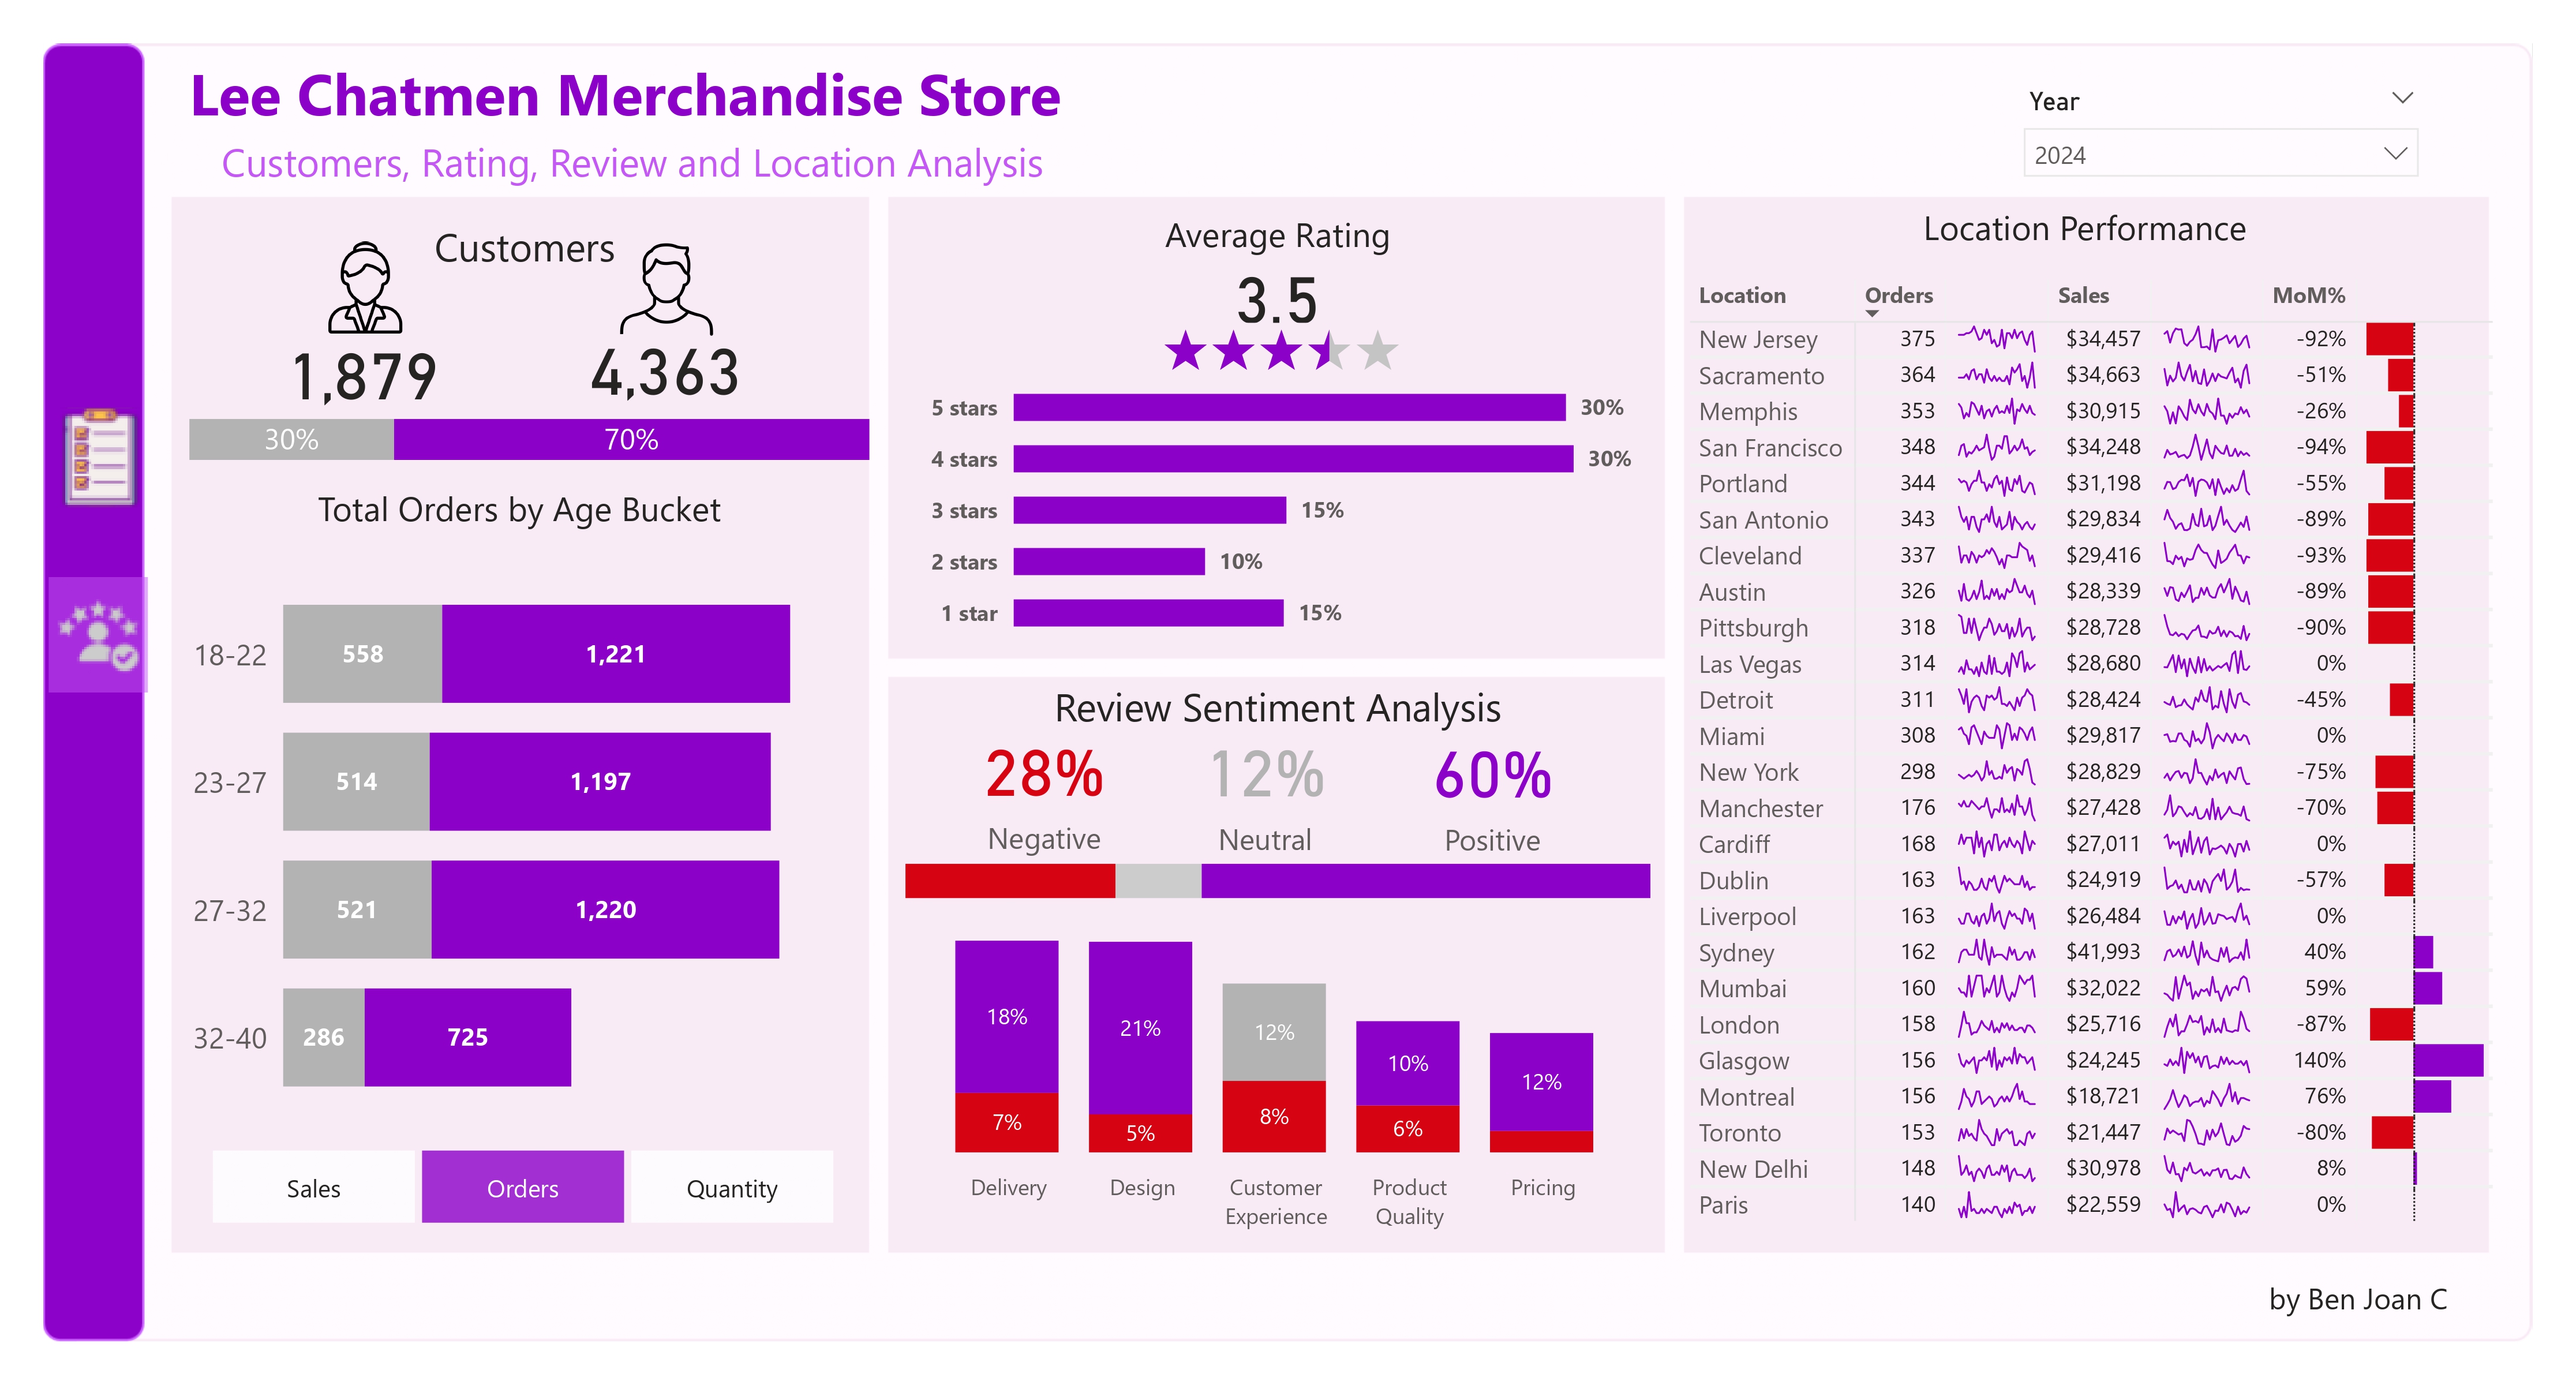 Lee Chatmen Merchandise Store
Customers, Rating, Review and Location Analysis
Year
2024
Customers
1,879
4,363
30% 70%
Total Orders by Age Bucket
18-22 558 1,221
23-27 514 1,197
27-32 521 1,220
32-40 286 725
Sales Orders Quantity
Average Rating
3.5
5 stars 30%
4 stars 30%
3 stars 15%
2 stars 10%
1 star 15%
Review Sentiment Analysis
28% 12% 60%
Negative Neutral Positive
18% 21% 12% 10% 12%
7% 5% 8% 6%
Delivery Design Customer Experience Product Quality Pricing
Location Performance
Location Orders Sales MoM%
New Jersey 375 $34,457 -92%
Sacramento 364 $34,663 -51%
Memphis 353 $30,915 -26%
San Francisco 348 $34,248 -94%
Portland 344 $31,198 -55%
San Antonio 343 $29,834 -89%
Cleveland 337 $29,416 -93%
Austin 326 $28,339 -89%
Pittsburgh 318 $28,728 -90%
Las Vegas 314 $28,680 0%
Detroit 311 $28,424 -45%
Miami 308 $29,817 0%
New York 298 $28,829 -75%
Manchester 176 $27,428 -70%
Cardiff 168 $27,011 0%
Dublin 163 $24,919 -57%
Liverpool 163 $26,484 0%
Sydney 162 $41,993 40%
Mumbai 160 $32,022 59%
London 158 $25,716 -87%
Glasgow 156 $24,245 140%
Montreal 156 $18,721 76%
Toronto 153 $21,447 -80%
New Delhi 148 $30,978 8%
Paris 140 $22,559 0%
by Ben Joan C